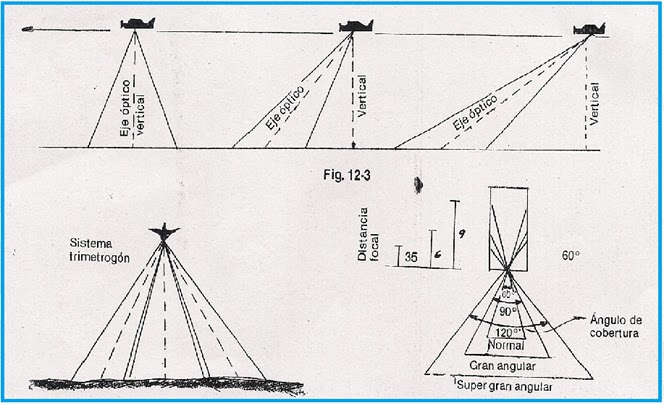 Eje óptico
vertical
Eje óptico
Vertical
Eje óptico
Vertical
Fig. 12-3
Sistema
trimetrogón
Distáncia
focal
35
6
9
60°
60°
90°
120°
Normal
Gran angular
Super gran angular
Ángulo de
cobertura